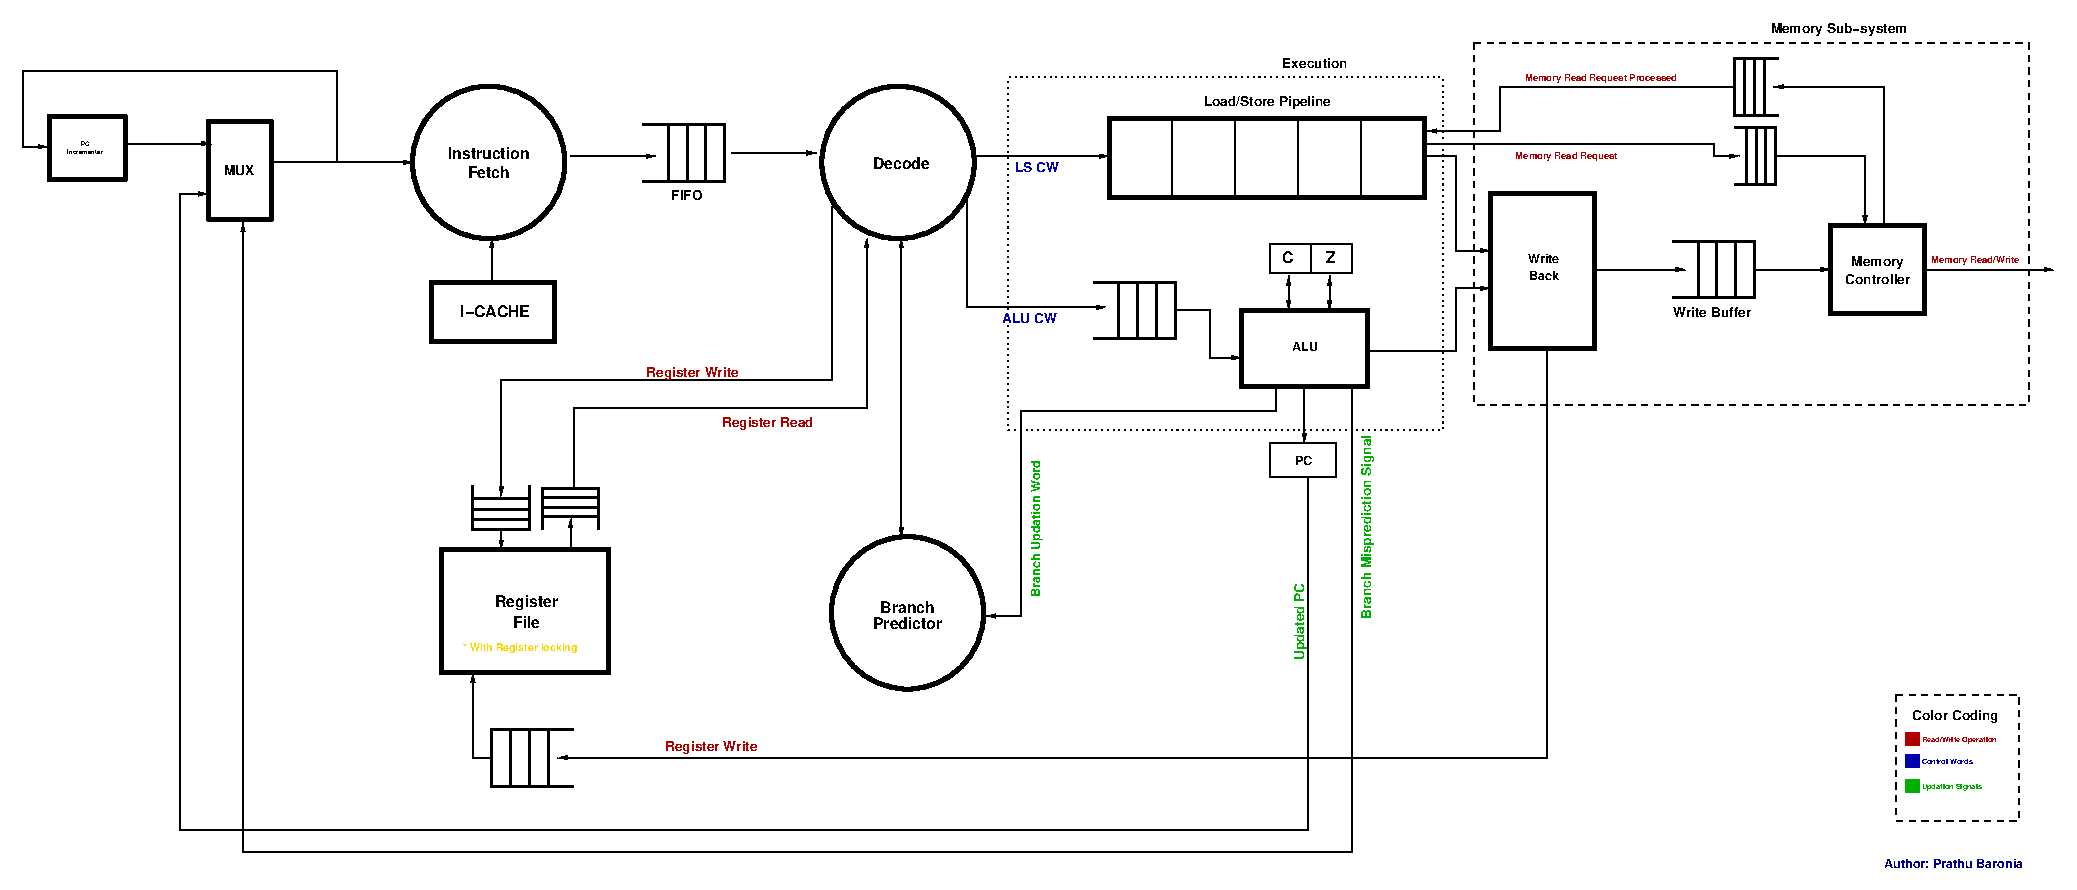 Memory Sub-system
Execution
Memory Read Request Processed
Load/Store Pipeline
PC
Incrementer
MUX
Instruction
Fetch
FIFO
Decode
LS CW
Memory Read Request
I-CACHE
ALU CW
C
Z
ALU
Write
Back
Write Buffer
Memory
Controller
Memory Read/Write
Register Write
Register Read
PC
Branch Updation Word
Branch Misprediction Signal
Updated PC
Register
File
* With Register locking
Branch
Predictor
Register Write
Color Coding
Read/Write Operation
Control Words
Updation Signals
Author: Prathu Baronia